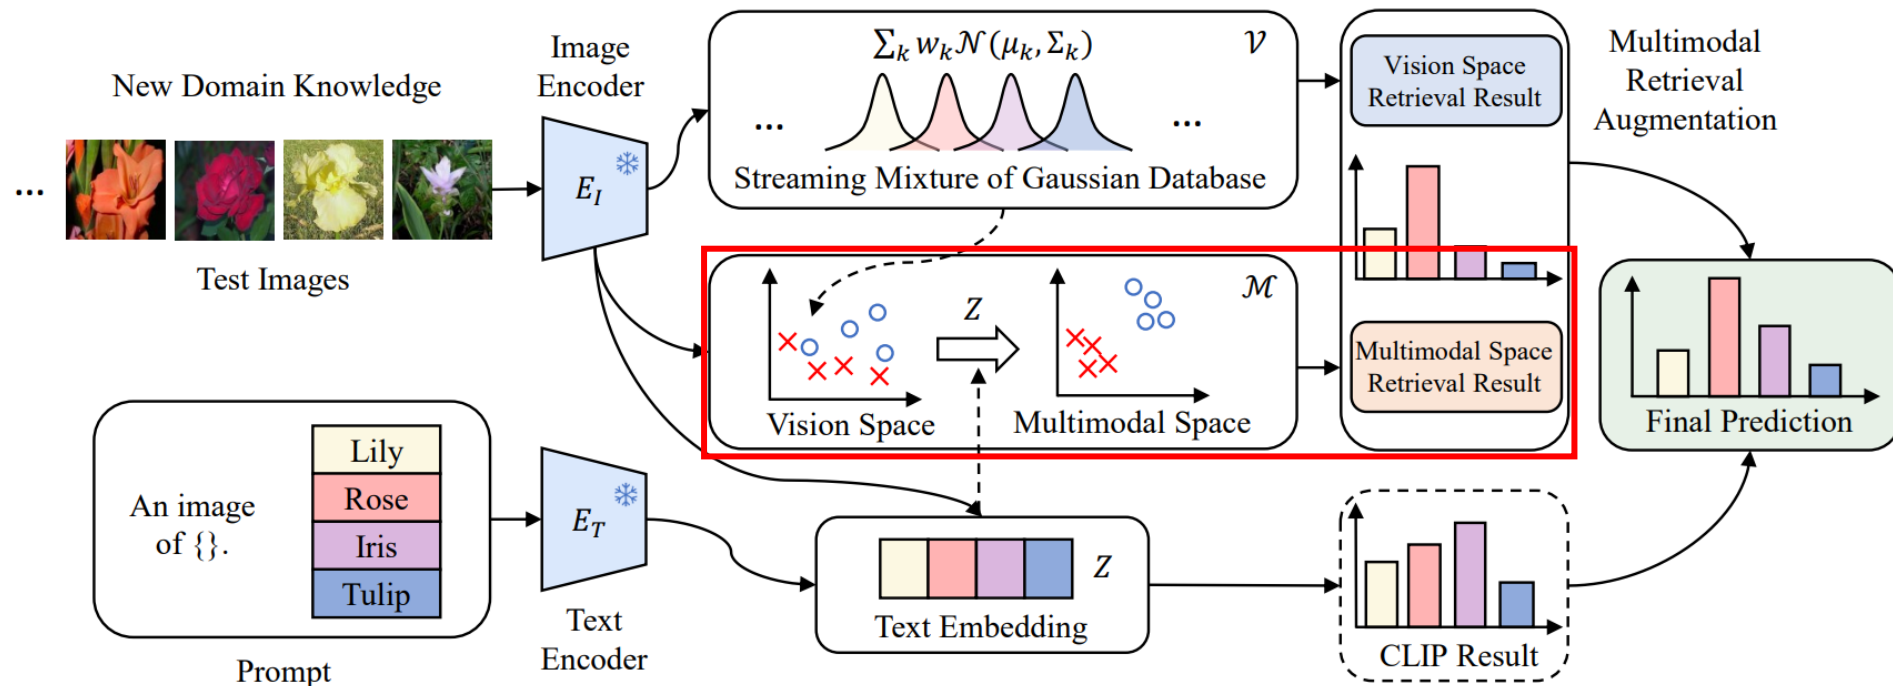 New Domain Knowledge
...
Test Images
Image
Encoder
E_I
∑_k w_k 𝒩(μ_k, Σ_k)
𝒱
...
...
Streaming Mixture of Gaussian Database
Vision Space
Retrieval Result
Multimodal
Retrieval
Augmentation
Z
ℳ
Vision Space
Multimodal Space
Multimodal Space
Retrieval Result
Final Prediction
An image
of {}.
Lily
Rose
Iris
Tulip
Prompt
E_T
Text
Encoder
Z
Text Embedding
CLIP Result